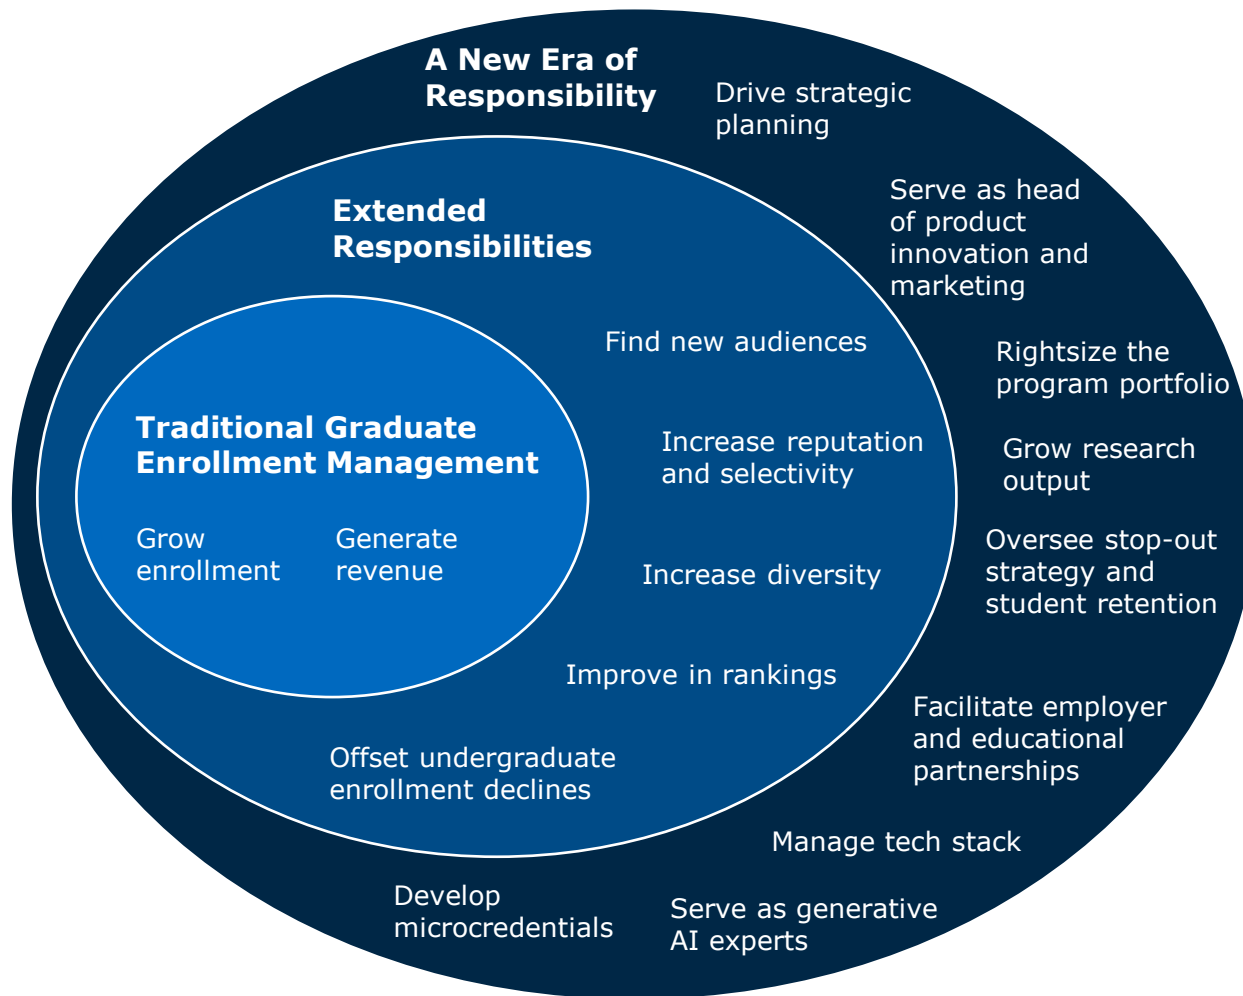 A New Era of
Responsibility
Drive strategic
planning
Serve as head
of product
innovation and
marketing
Rightsize the
program portfolio
Grow research
output
Oversee stop-out
strategy and
student retention
Facilitate employer
and educational
partnerships
Manage tech stack
Serve as generative
AI experts
Develop
microcredentials
Extended
Responsibilities
Find new audiences
Increase reputation
and selectivity
Increase diversity
Improve in rankings
Offset undergraduate
enrollment declines
Traditional Graduate
Enrollment Management
Grow
enrollment
Generate
revenue